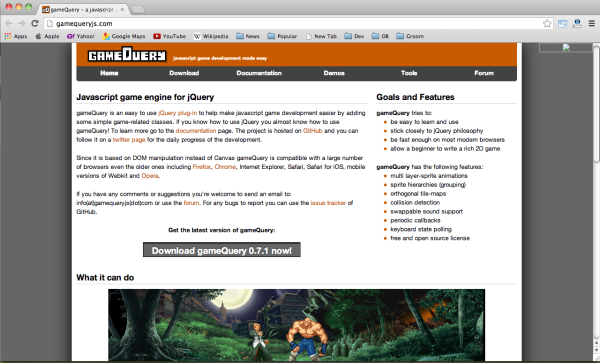 gameQuery - a javascript
gamequeryjs.com
Apps Apple Yahoo! Google Maps YouTube Wikipedia News Popular New Tab Dev OB Groom
GAMEQUERY javascript game development made easy
Home Download Documentation Demos Tools Forum
Javascript game engine for jQuery
gameQuery is an easy to use jQuery plug-in to help make javascript game development easier by adding
some simple game-related classes. If you know how to use jQuery you almost know how to use
gameQuery! To learn more go to the documentation page. The project is hosted on GitHub and you can
follow it on a twitter page for the daily progress of the development.
Since it is based on DOM manipulation instead of Canvas gameQuery is compatible with a large number
of browsers even the older ones including Firefox, Chrome, Internet Explorer, Safari, Safari for iOS, mobile
versions of Webkit and Opera.
If you have any comments or suggestions you're welcome to send an email to:
info(at)gamequeryjs(dot)com or use the forum. For any bugs to report you can use the issue tracker of
GitHub.
Get the latest version of gameQuery:
Download gameQuery 0.7.1 now!
What it can do
Goals and Features
gameQuery tries to:
be easy to learn and use
stick closely to jQuery philosophy
be fast enough on most modern browsers
allow a beginner to write a rich 2D game
gameQuery has the following features:
multi layer-sprite animations
sprite hierarchies (grouping)
orthogonal tile-maps
collision detection
swappable sound support
periodic callbacks
keyboard state polling
free and open source license